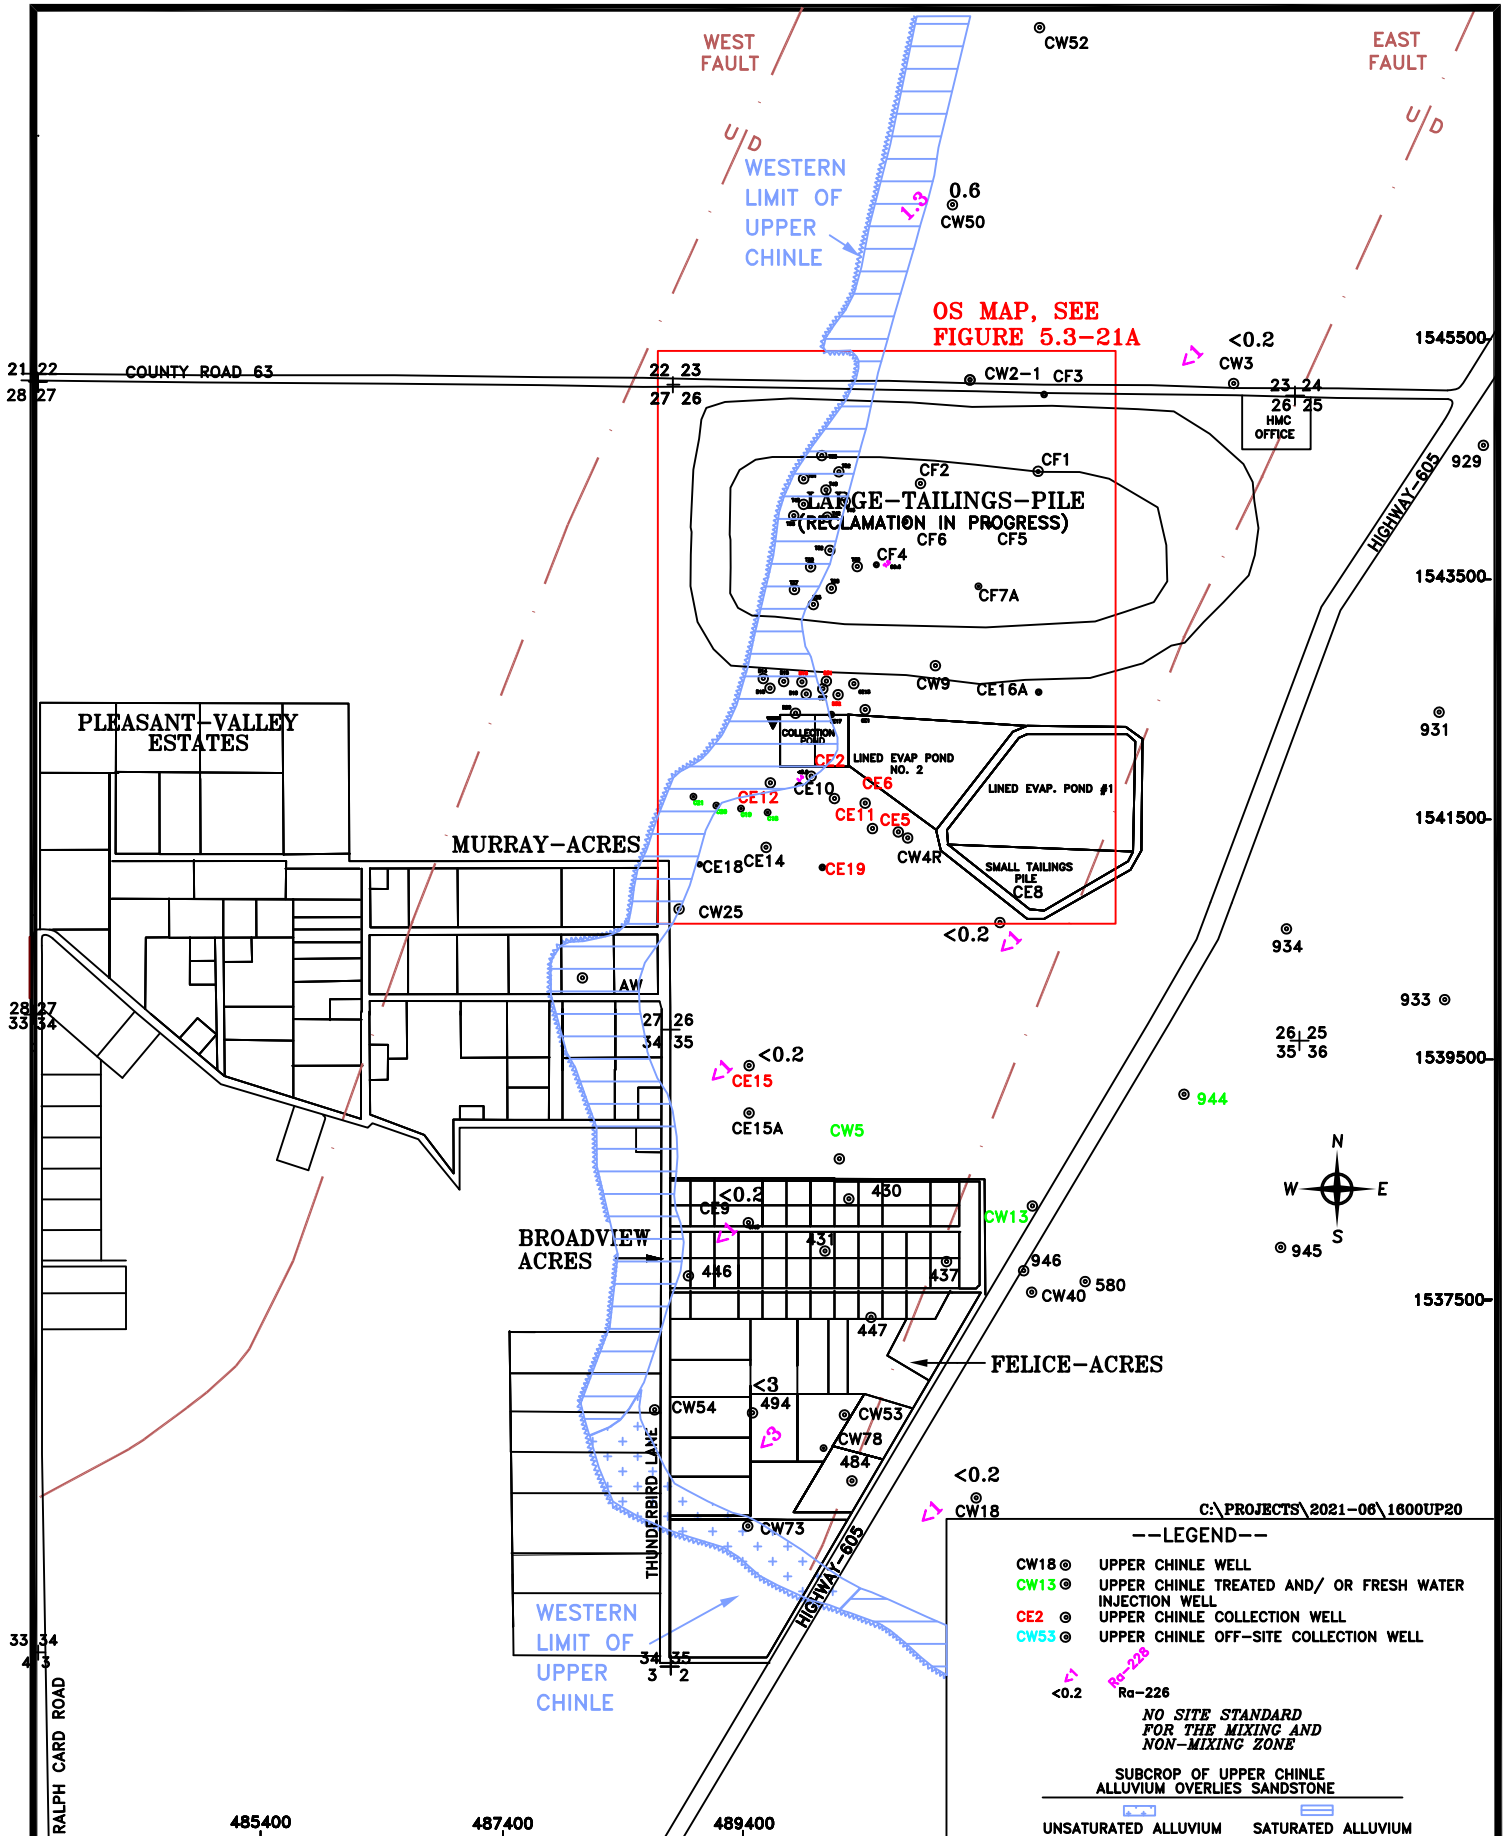 WEST
FAULT
EAST
FAULT
CW52
U/D
U/D
WESTERN
LIMIT OF
UPPER
CHINLE
1.3
0.6
CW50
OS MAP, SEE
FIGURE 5.3-21A
1545500
<1
<0.2
CW3
21 22
28 27
COUNTY ROAD 63
22 23
27 26
CW2-1
CF3
23 24
26 25
HMC
OFFICE
929
HIGHWAY-605
CF2
CF1
LARGE-TAILINGS-PILE
(RECLAMATION IN PROGRESS)
CF6
CF5
CF4
CF7A
1543500
CW9
CE16A
931
PLEASANT-VALLEY
ESTATES
COLLECTION
POND
LINED EVAP POND
NO. 2
LINED EVAP. POND #1
CE2
CE6
CE10
CE12
CE11
CE5
CW4R
1541500
MURRAY-ACRES
CE18
CE14
CE19
SMALL TAILINGS
PILE
CE8
CW25
<0.2
<1
934
AW
933
28 27
33 34
27 26
34 35
26 25
35 36
1539500
<0.2
<1
CE15
CE15A
944
CW5
N
W E
S
<0.2
CE9
<1
430
CW13
BROADVIEW
ACRES
431
437
446
946
945
580
CW40
1537500
447
FELICE-ACRES
<3
494
CW54
<3
CW53
CW78
484
THUNDERBIRD LANE
<0.2
<1
CW18
CW73
HIGHWAY-605
C:\PROJECTS\2021-06\1600UP20
--LEGEND--
CW18 UPPER CHINLE WELL
CW13 UPPER CHINLE TREATED AND/ OR FRESH WATER
INJECTION WELL
CE2 UPPER CHINLE COLLECTION WELL
CW53 UPPER CHINLE OFF-SITE COLLECTION WELL
<1 Ra-228
<0.2 Ra-226
NO SITE STANDARD
FOR THE MIXING AND
NON-MIXING ZONE
SUBCROP OF UPPER CHINLE
ALLUVIUM OVERLIES SANDSTONE
UNSATURATED ALLUVIUM SATURATED ALLUVIUM
WESTERN
LIMIT OF
UPPER
CHINLE
33 34
4 3
34 35
3 2
RALPH CARD ROAD
485400
487400
489400